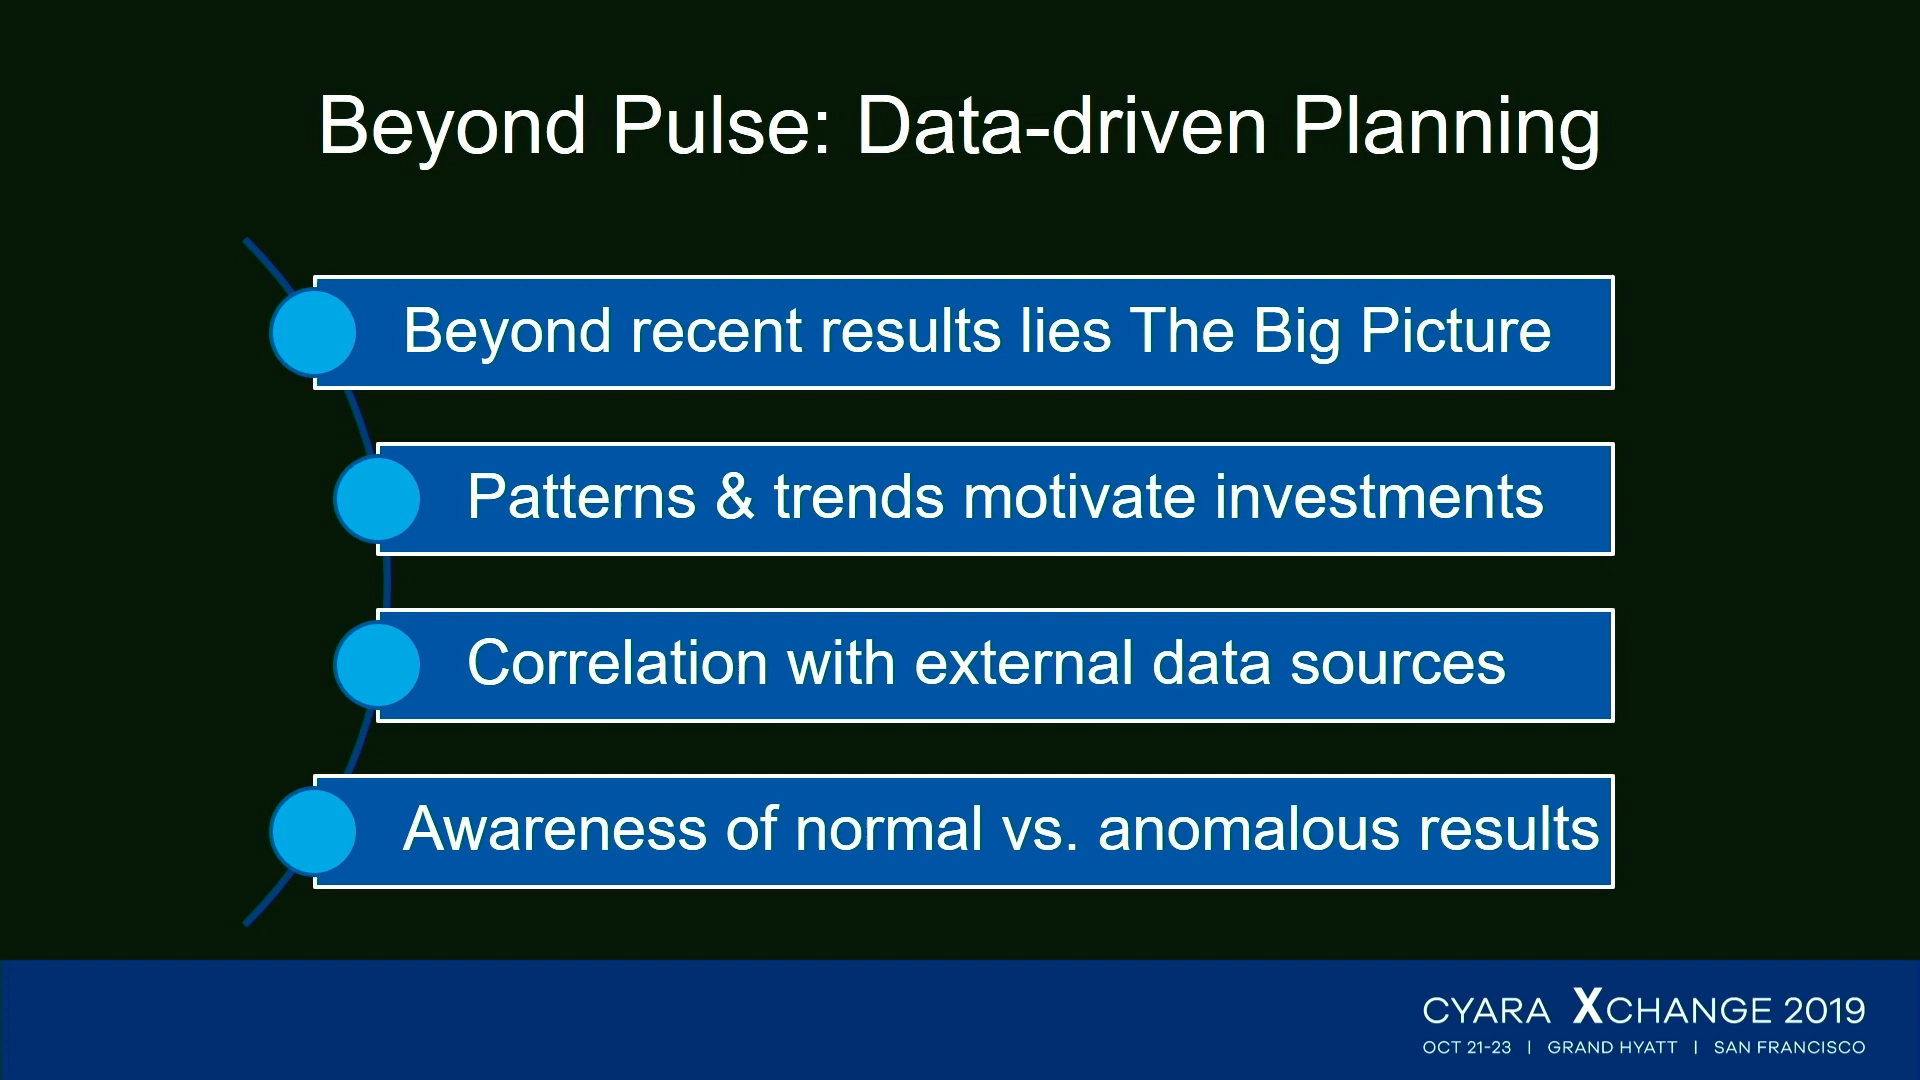 Beyond Pulse: Data-driven Planning
Beyond recent results lies The Big Picture
Patterns & trends motivate investments
Correlation with external data sources
Awareness of normal vs. anomalous results
CYARA XCHANGE 2019
OCT 21-23 | GRAND HYATT | SAN FRANCISCO